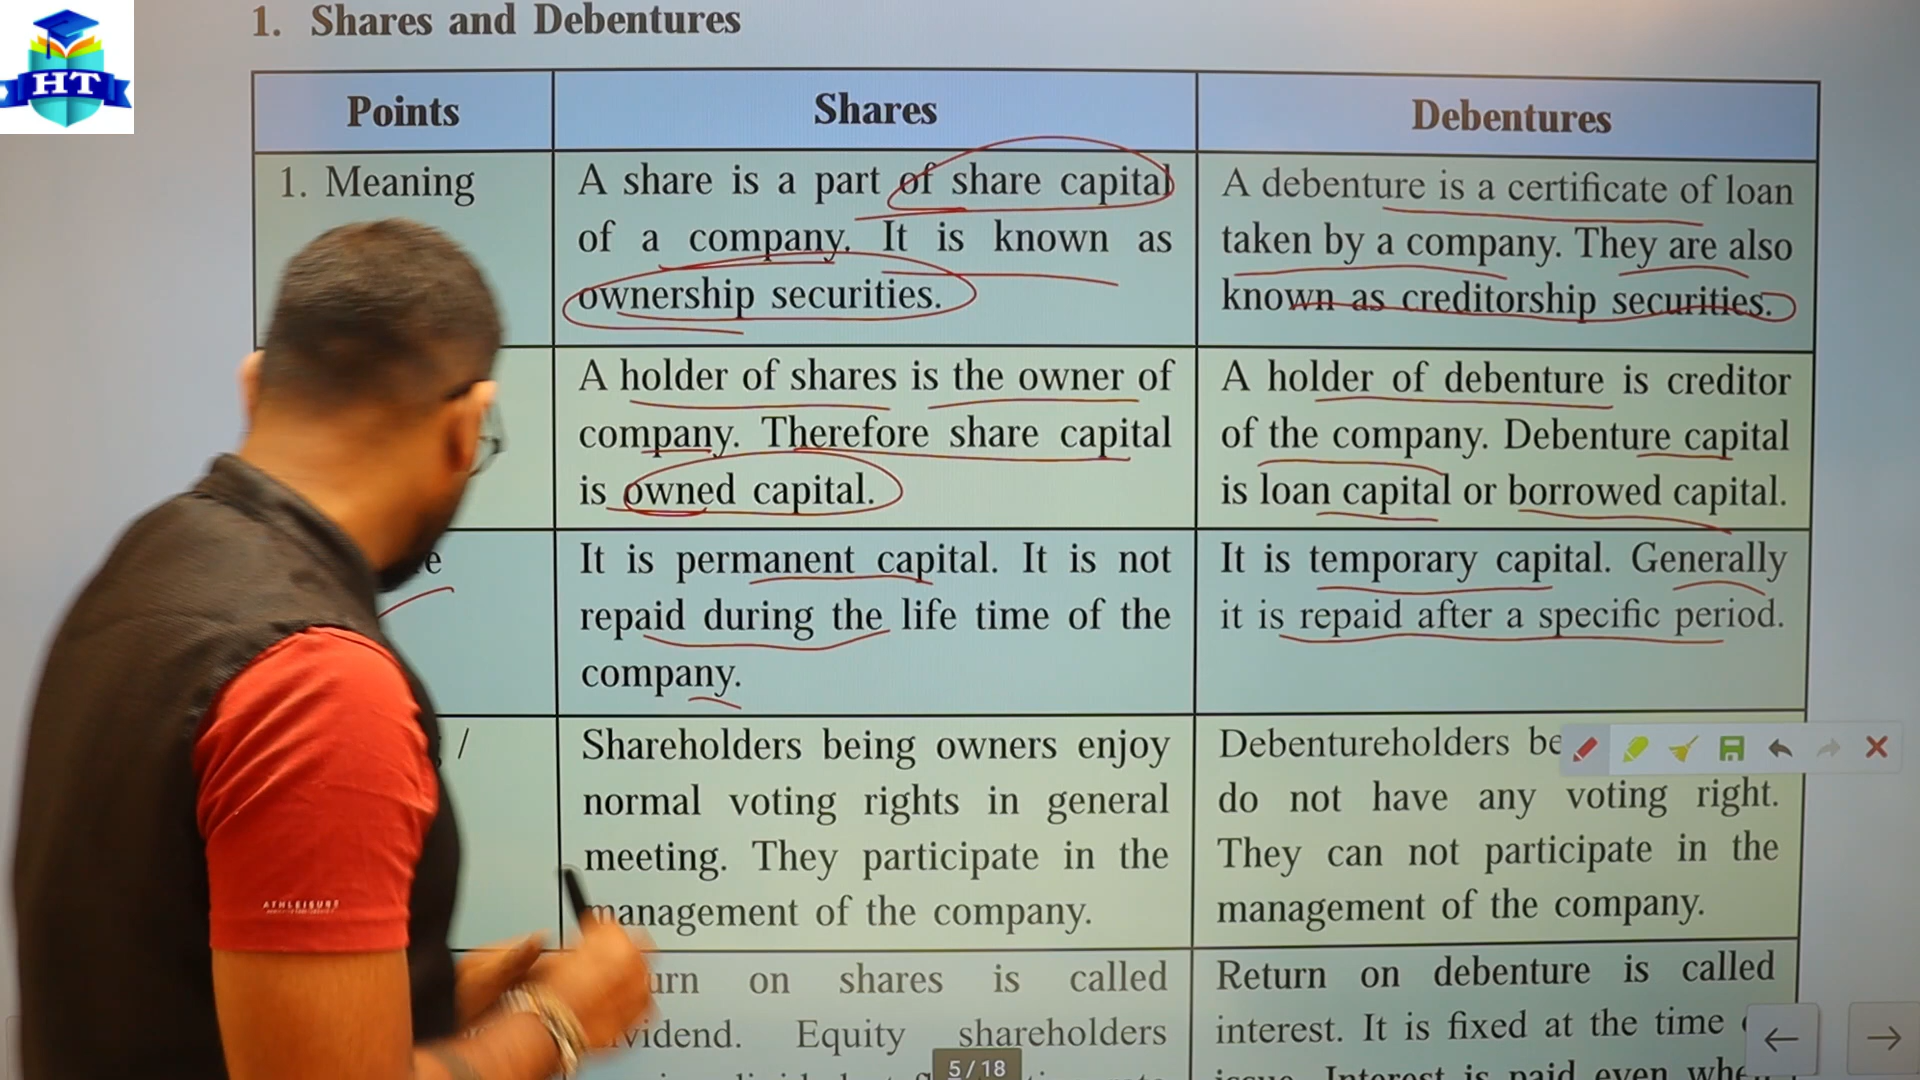 HT
1. Shares and Debentures
Points
Shares
Debentures
1. Meaning
A share is a part of share capital
of a company. It is known as
ownership securities.
A debenture is a certificate of loan
taken by a company. They are also
known as creditorship securities.
A holder of shares is the owner of
company. Therefore share capital
is owned capital.
A holder of debenture is creditor
of the company. Debenture capital
is loan capital or borrowed capital.
It is permanent capital. It is not
repaid during the life time of the
company.
It is temporary capital. Generally
it is repaid after a specific period.
/
Shareholders being owners enjoy
normal voting rights in general
meeting. They participate in the
management of the company.
Debentureholders
do not have any voting right.
They can not participate in the
management of the company.
on shares is called
Equity shareholders
Return on debenture is called
interest. It is fixed at the time
issue. Interest is paid even
ATHLEISURE
5/18